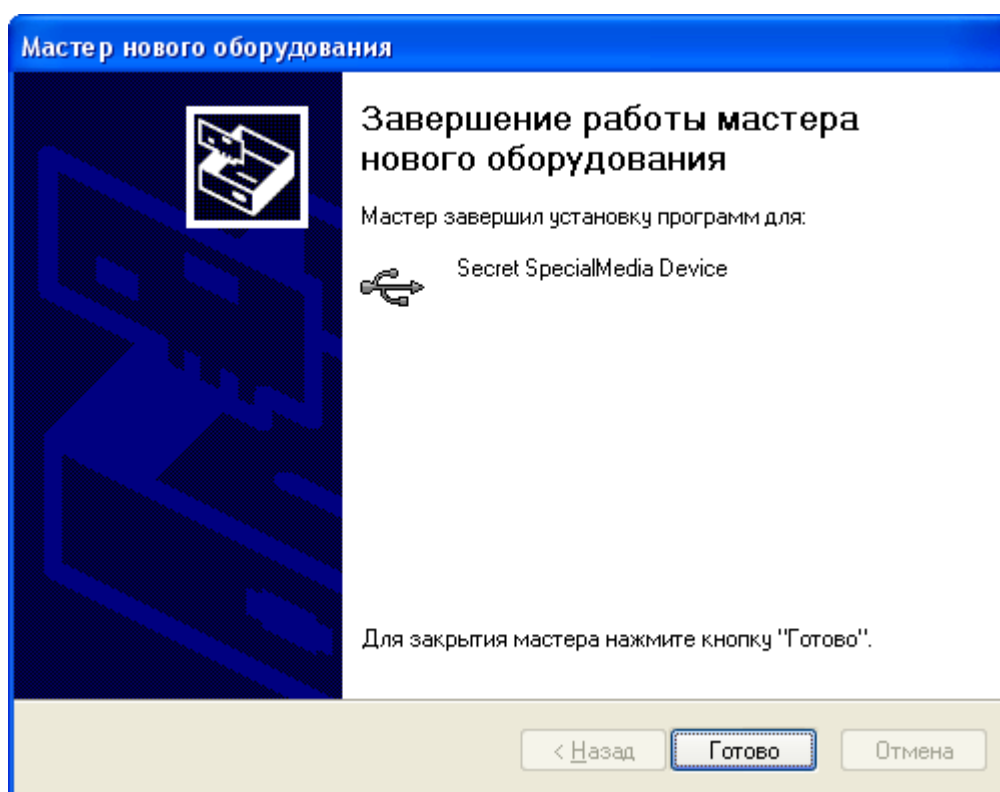 Мастер нового оборудования
Завершение работы мастера
нового оборудования
Мастер завершил установку программ для:
Secret SpecialMedia Device
Для закрытия мастера нажмите кнопку "Готово".
< Назад Готово Отмена